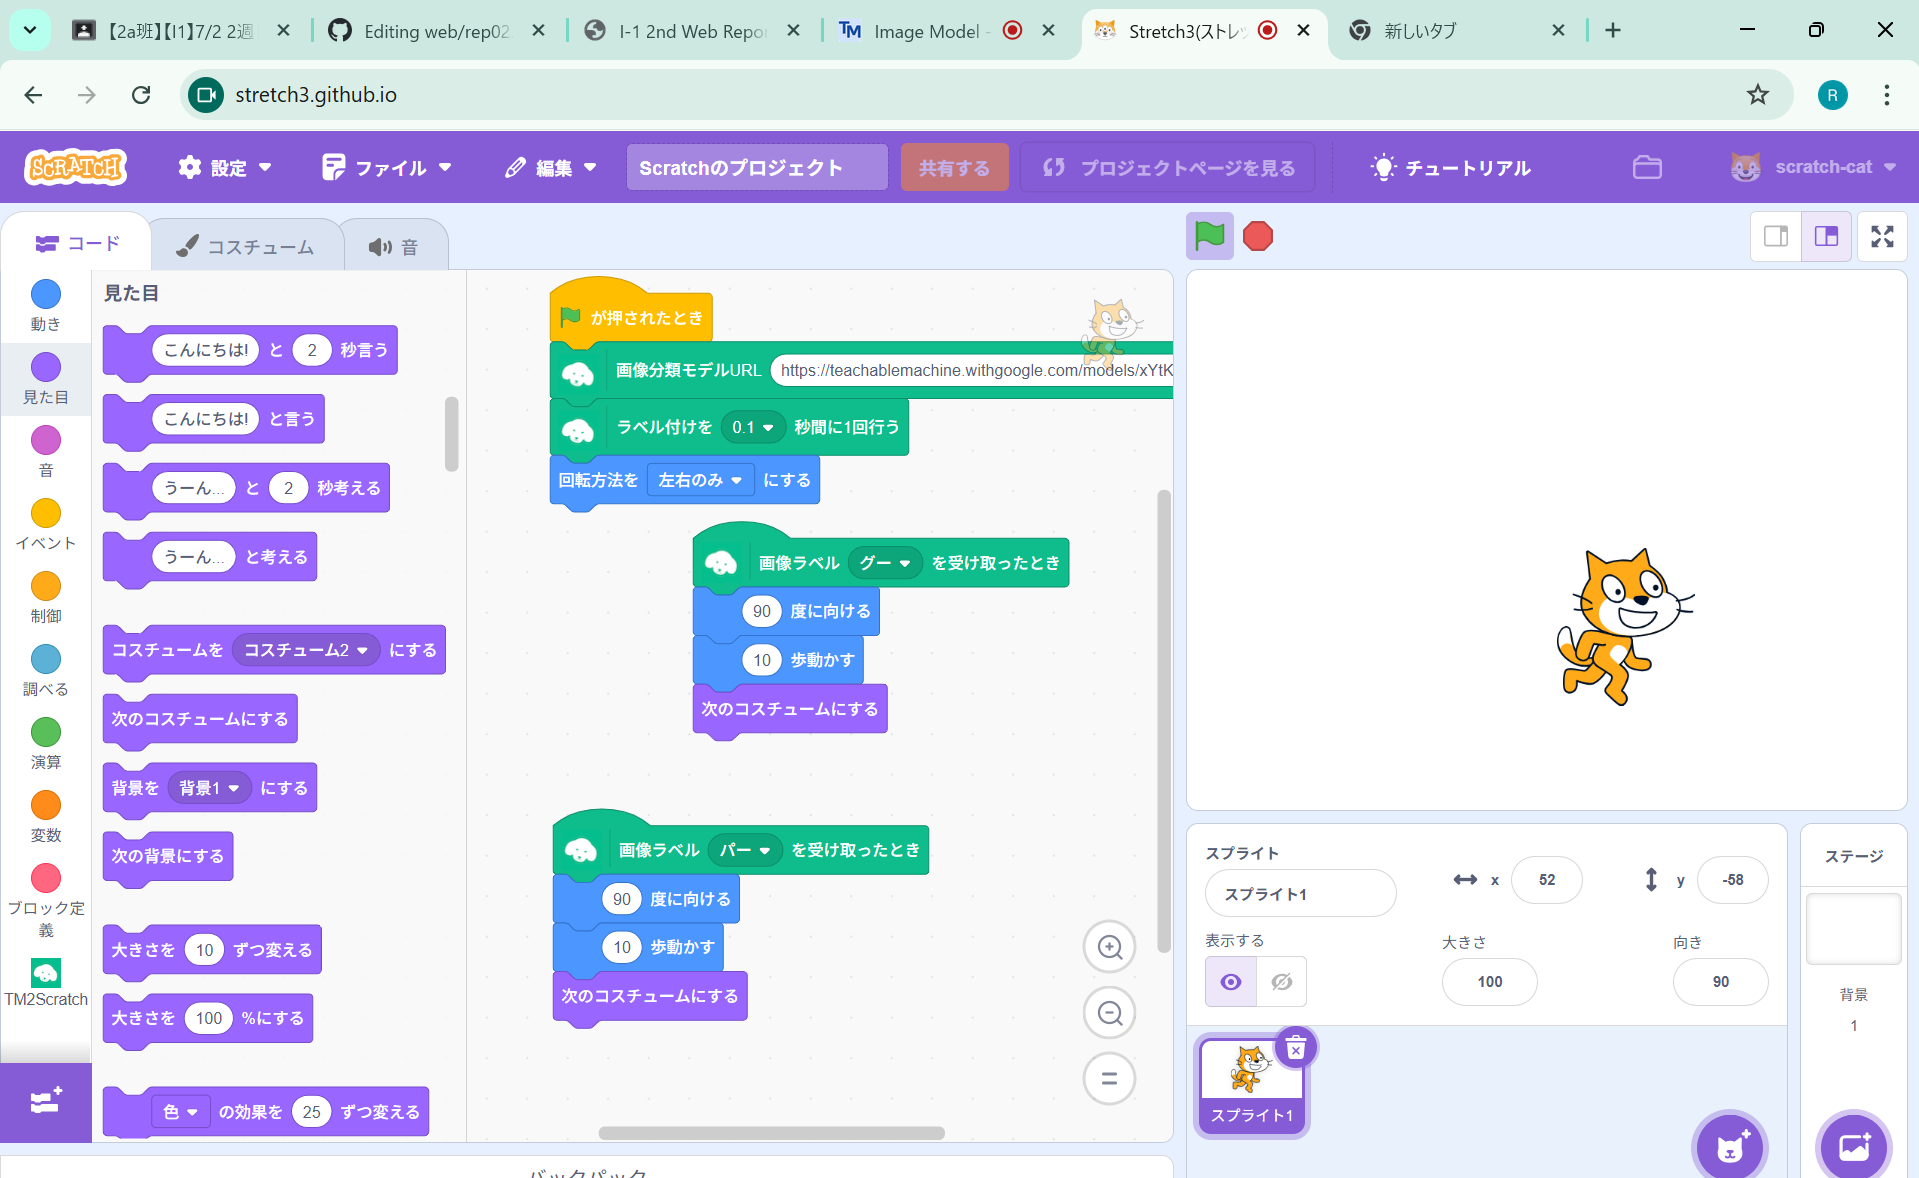 【2a班】【I1】7/2 2週
Editing web/rep02
I-1 2nd Web Repo
TM Image Model -
Stretch3(ストレッ
新しいタブ
stretch3.github.io
R
SCRATCH
設定
ファイル
編集
Scratchのプロジェクト
共有する
プロジェクトページを見る
チュートリアル
scratch-cat
コード
コスチューム
音
動き
見た目
音
イベント
制御
調べる
演算
変数
ブロック定
義
TM2Scratch
見た目
こんにちは! と 2 秒言う
こんにちは! と言う
うーん... と 2 秒考える
うーん... と考える
コスチュームを コスチューム2 にする
次のコスチュームにする
背景を 背景1 にする
次の背景にする
大きさを 10 ずつ変える
大きさを 100 %にする
色 の効果を 25 ずつ変える
が押されたとき
画像分類モデルURL https://teachablemachine.withgoogle.com/models/xYtK
ラベル付けを 0.1 秒間に1回行う
回転方法を 左右のみ にする
画像ラベル グー を受け取ったとき
90 度に向ける
10 歩動かす
次のコスチュームにする
画像ラベル パー を受け取ったとき
90 度に向ける
10 歩動かす
次のコスチュームにする
バックパック
スプライト
スプライト1
x 52
y -58
表示する
大きさ
100
向き
90
スプライト1
ステージ
背景
1